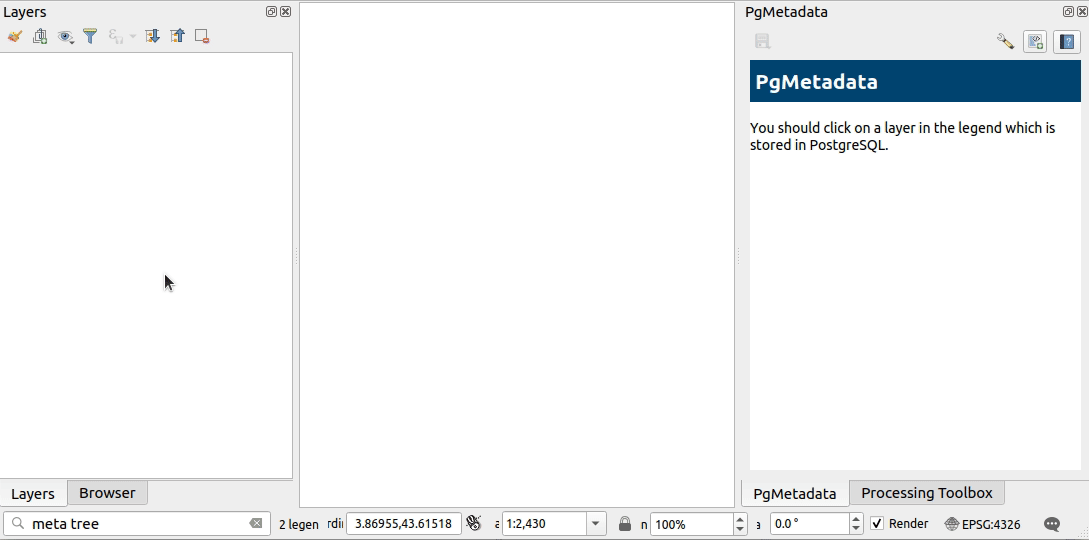 Layers
PgMetadata
PgMetadata
You should click on a layer in the legend which is
stored in PostgreSQL.
Layers
Browser
PgMetadata
Processing Toolbox
meta tree
2 legen
rdi
3.86955,43.61518
a
1:2,430
n
100%
a
0.0 °
Render
EPSG:4326